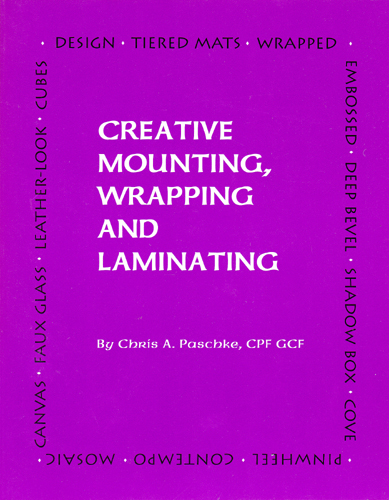 · DESIGN · TIERED MATS · WRAPPED ·
EMBOSSED · DEEP BEVEL · SHADOW BOX · COVE
· PINWHEEL · CONTEMPO · MOSAIC ·
CANVAS · FAUX GLASS · LEATHER-LOOK · CUBES
CREATIVE
MOUNTING,
WRAPPING
AND
LAMINATING
By Chris A. Paschke, CPF GCF